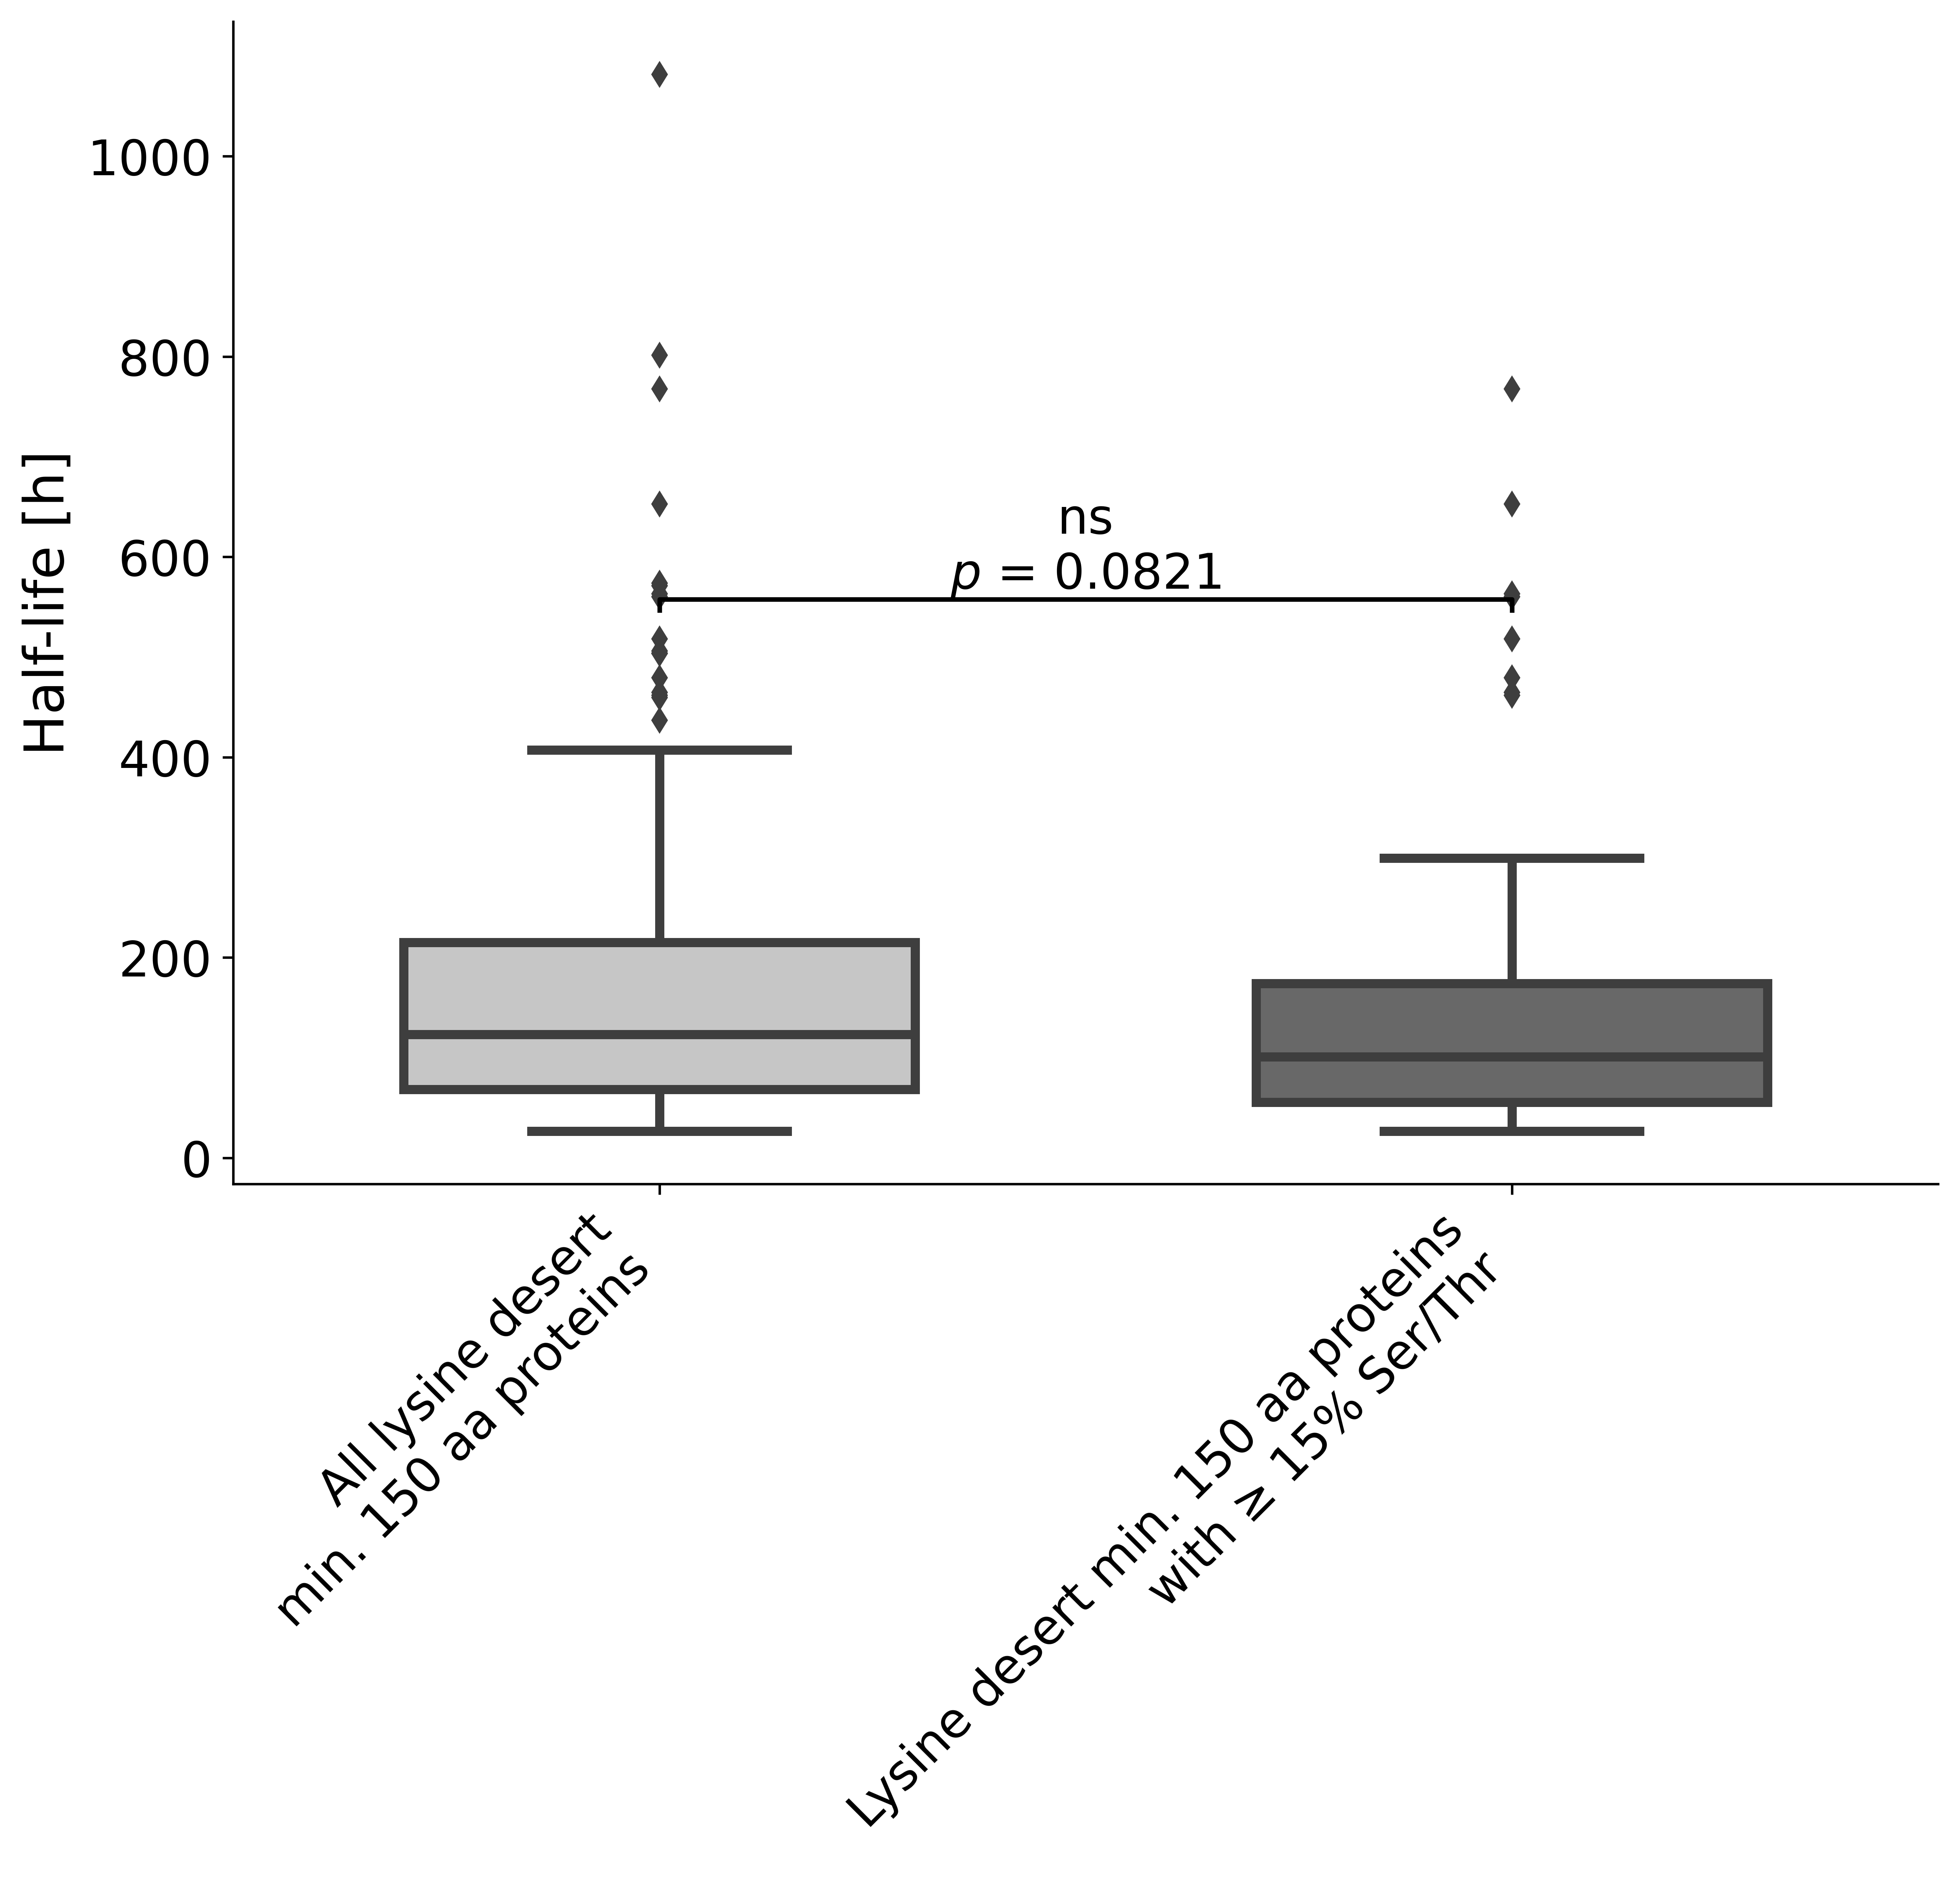 Half-life [h]
1000
800
600
400
200
0
ns
p = 0.0821
All lysine desert
min. 150 aa proteins
Lysine desert min. 150 aa proteins
with ≥ 15% Ser/Thr